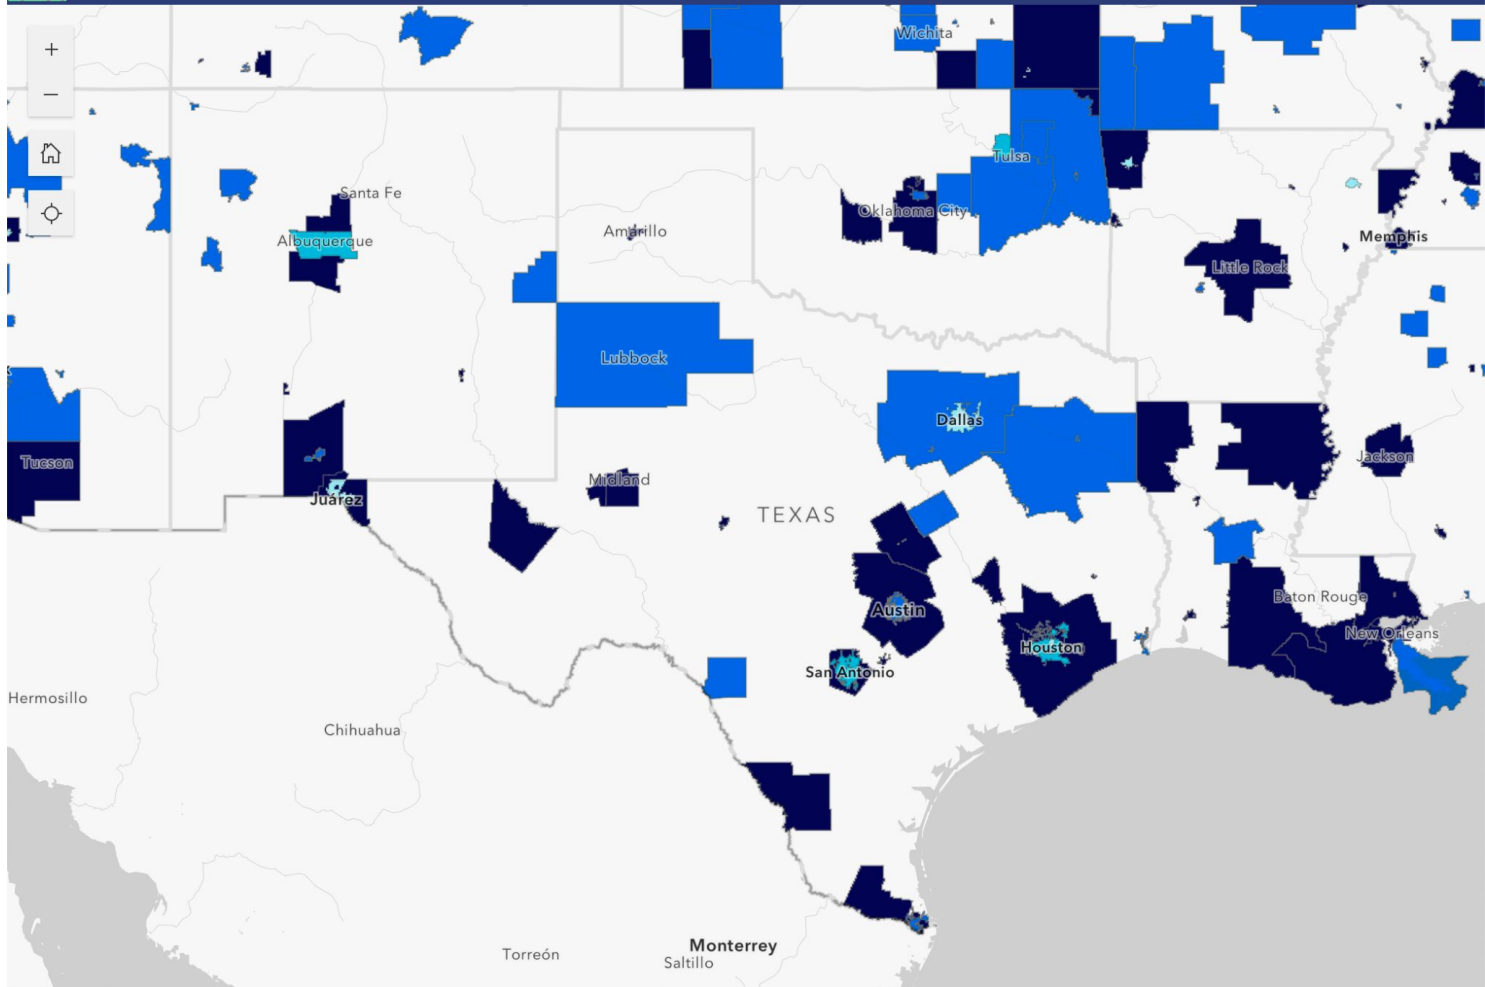 +
Wichita
−
Tulsa
Santa Fe
Oklahoma City
Albuquerque
Amarillo
Memphis
Little Rock
Lubbock
Dallas
Tucson
Jackson
Midland
Juárez
TEXAS
Baton Rouge
Austin
New Orleans
Houston
San Antonio
Hermosillo
Chihuahua
Monterrey
Torreón
Saltillo